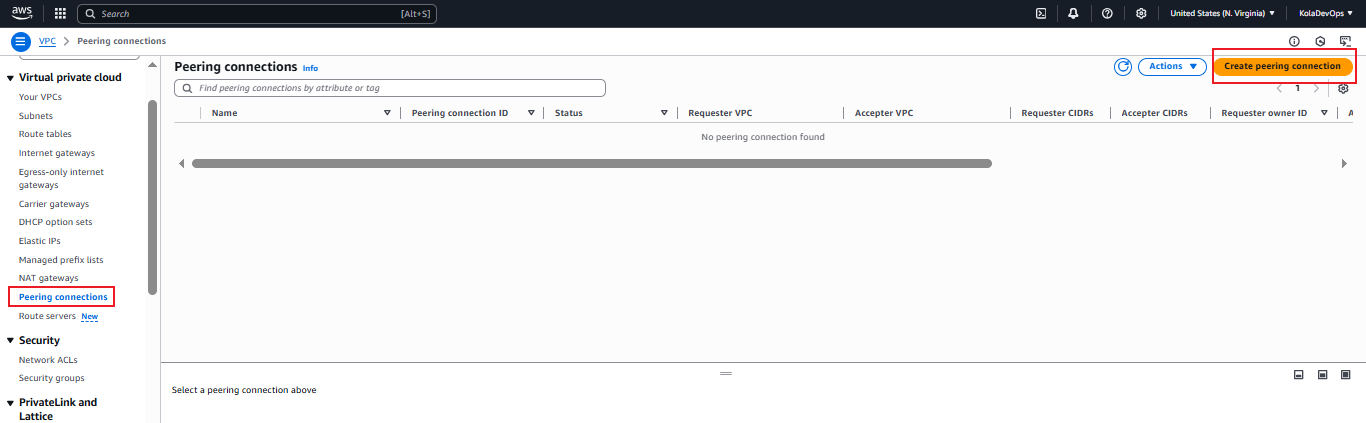 aws
Search [Alt+S] United States (N. Virginia) KolaDevOps
VPC Peering connections
Virtual private cloud
Your VPCs
Subnets
Route tables
Internet gateways
Egress-only internet
gateways
Carrier gateways
DHCP option sets
Elastic IPs
Managed prefix lists
NAT gateways
Peering connections
Route servers New
Security
Network ACLs
Security groups
PrivateLink and
Lattice
Peering connections Info Actions Create peering connection
Find peering connections by attribute or tag 1
Name Peering connection ID Status Requester VPC Accepter VPC Requester CIDRs Accepter CIDRs Requester owner ID
No peering connection found
Select a peering connection above